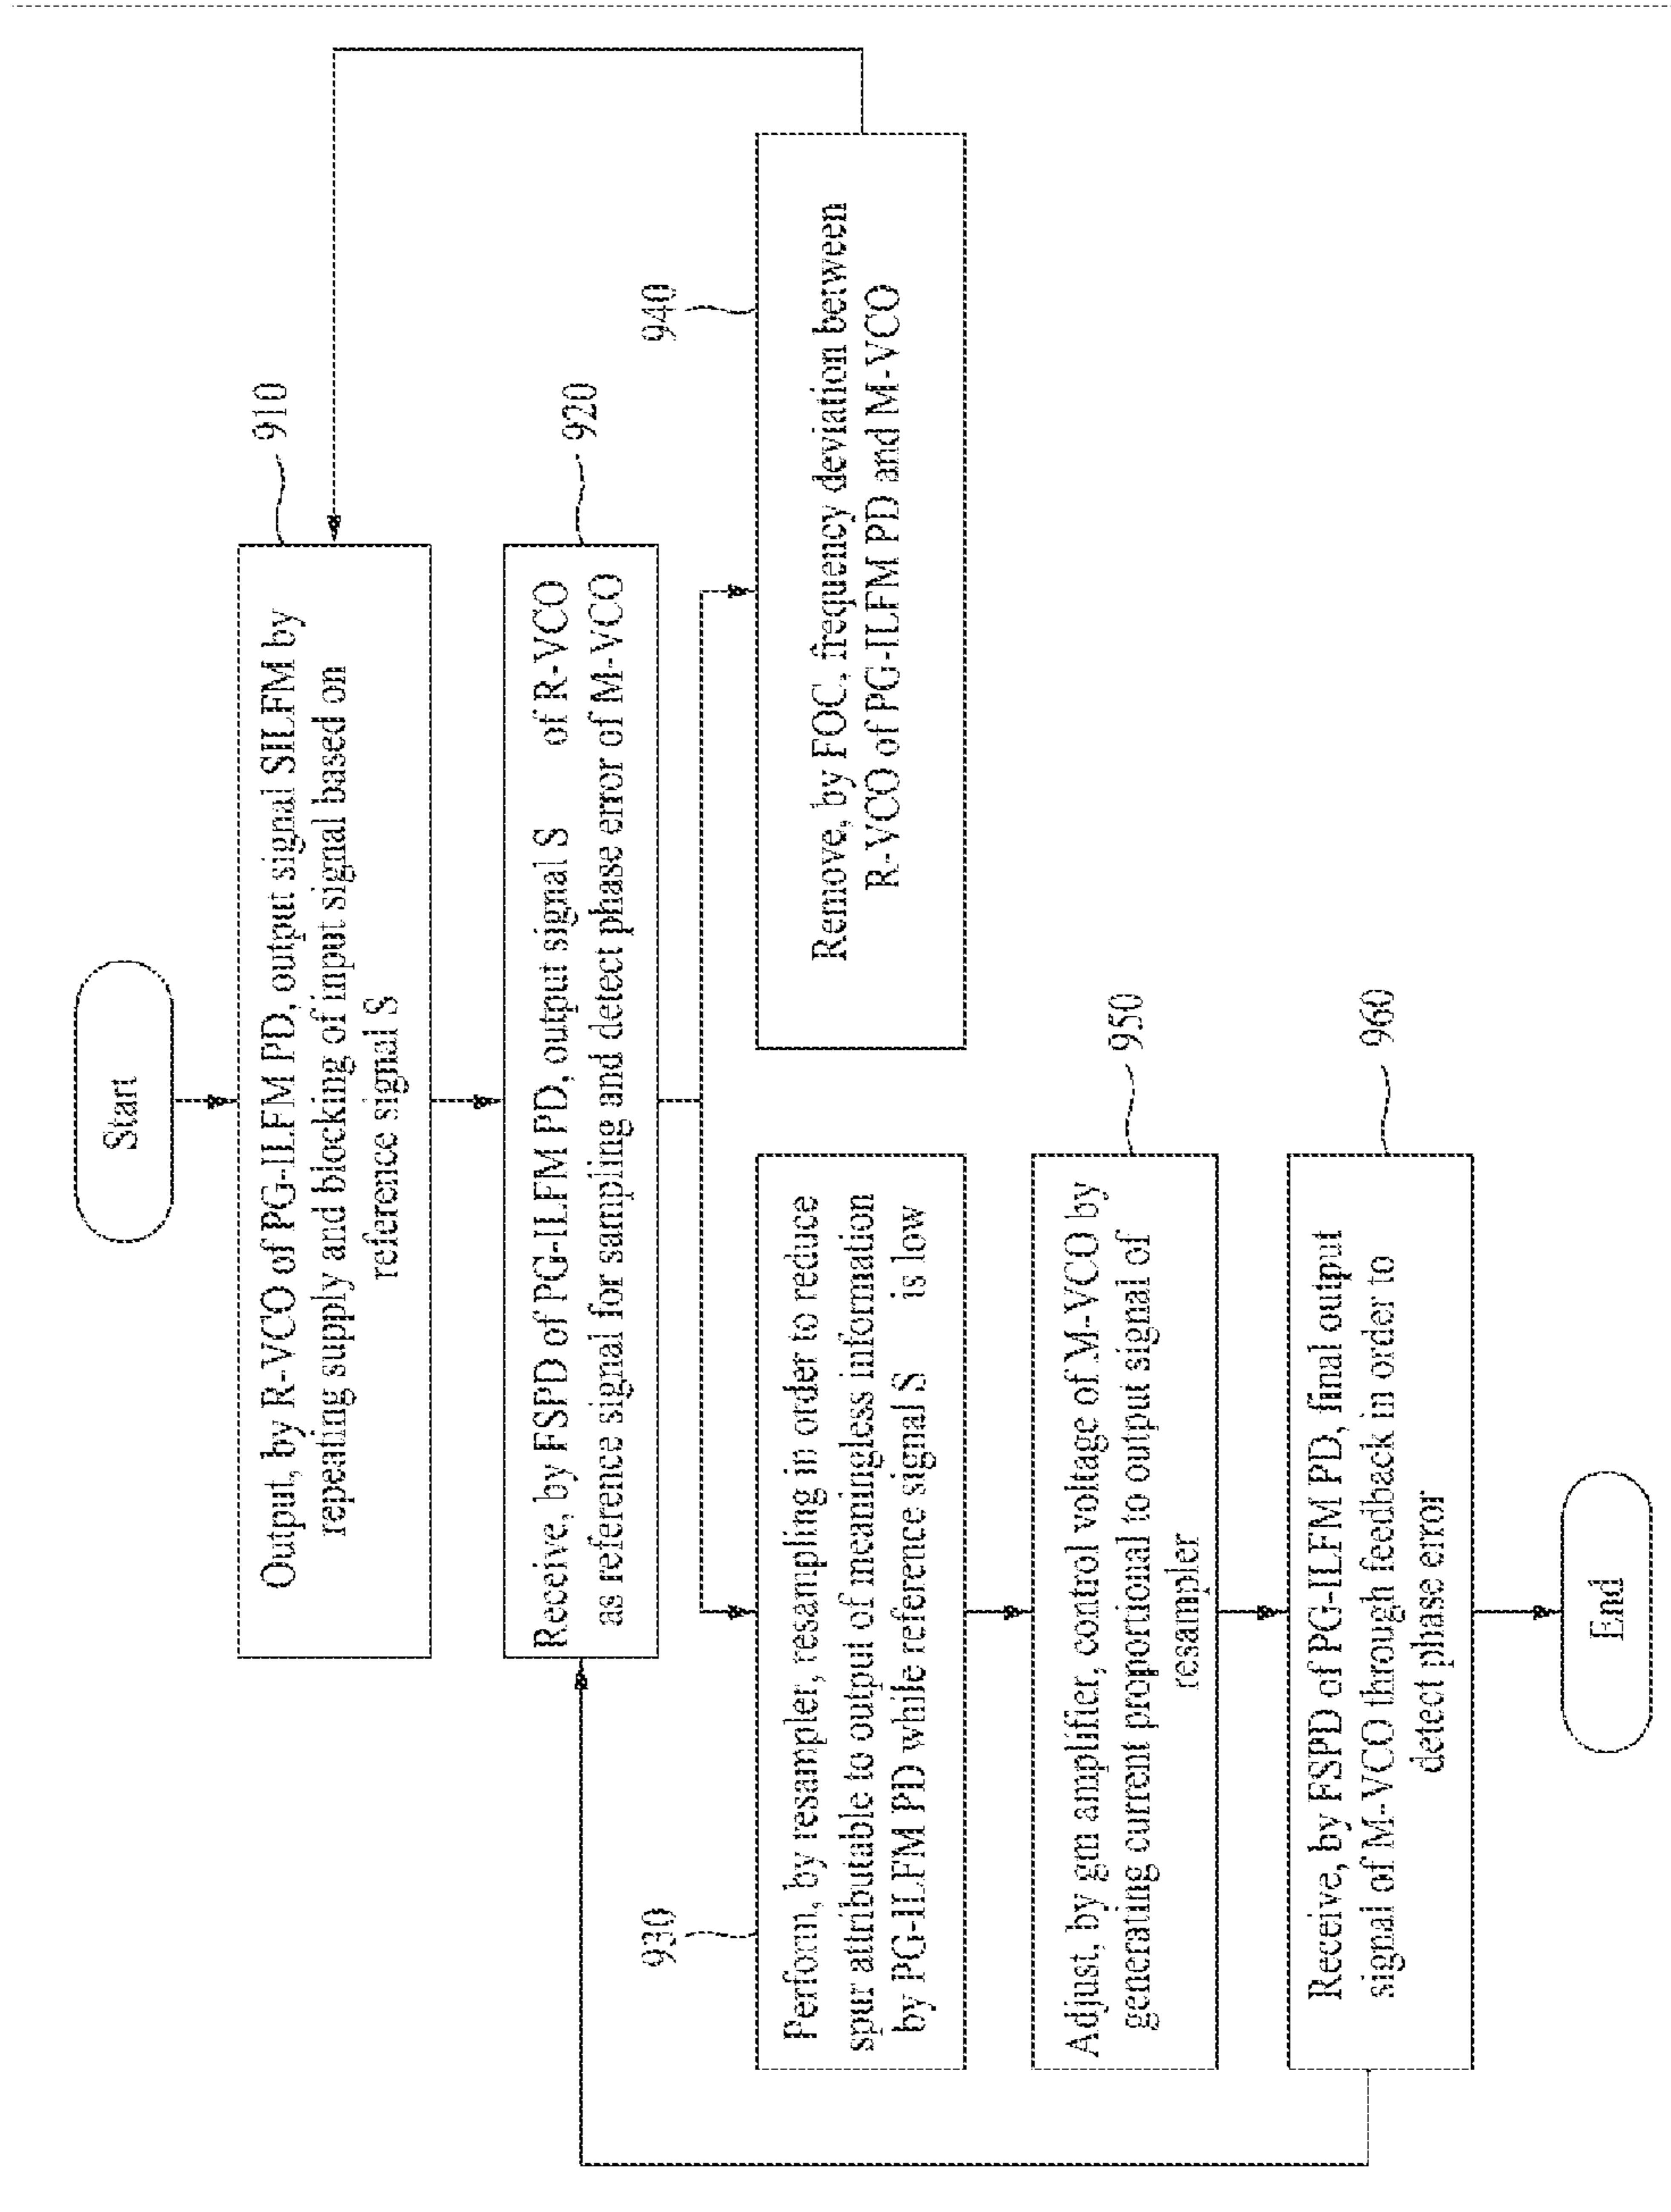 Start
910
Output, by R-VCO of PG-ILFM PD, output signal SILFM by
repeating supply and blocking of input signal based on
reference signal S
920
Receive, by FSPD of PG-ILFM PD, output signal S of R-VCO
as reference signal for sampling and detect phase error of M-VCO
930
Perform, by resampler, resampling in order to reduce
spur attributable to output of meaningless information
by PG-ILFM PD while reference signal S is low
940
Remove, by FOC, frequency deviation between
R-VCO of PG-ILFM PD and M-VCO
950
Adjust, by gm amplifier, control voltage of M-VCO by
generating current proportional to output signal of
resampler
960
Receive, by FSPD of PG-ILFM PD, final output
signal of M-VCO through feedback in order to
detect phase error
End